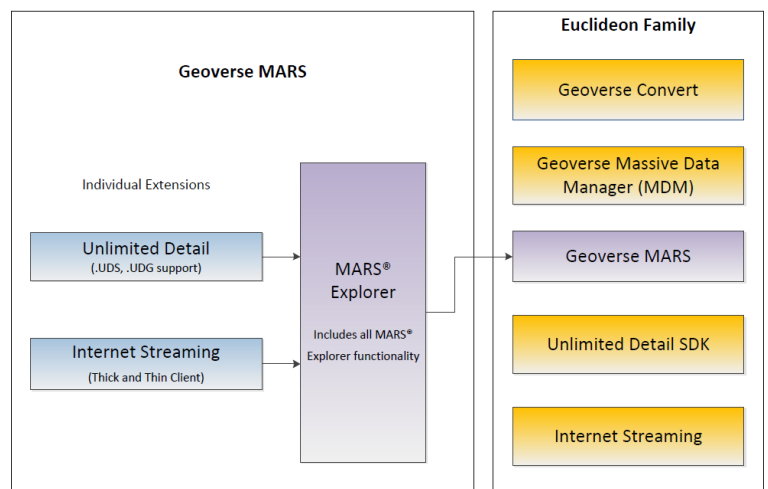 Geoverse MARS
Individual Extensions
Unlimited Detail
(.UDS, .UDG support)
Internet Streaming
(Thick and Thin Client)
MARS®
Explorer
Includes all MARS®
Explorer functionality
Euclideon Family
Geoverse Convert
Geoverse Massive Data
Manager (MDM)
Geoverse MARS
Unlimited Detail SDK
Internet Streaming